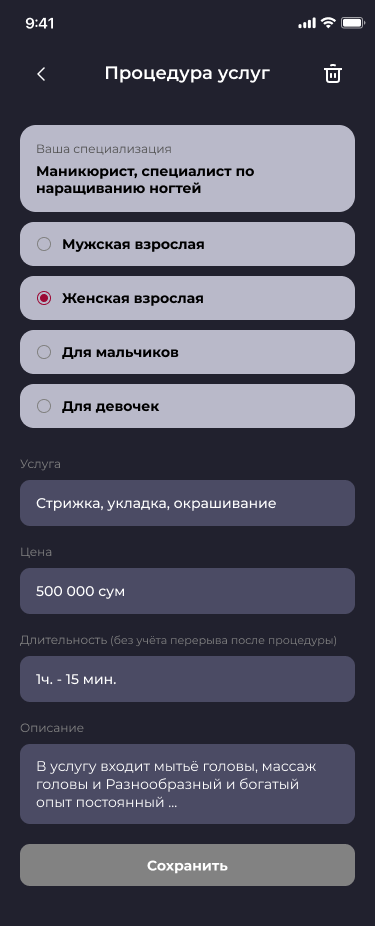 9:41
Процедура услуг
Ваша специализация
Маникюрист, специалист по
наращиванию ногтей
Мужская взрослая
Женская взрослая
Для мальчиков
Для девочек
Услуга
Стрижка, укладка, окрашивание
Цена
500 000 сум
Длительность (без учёта перерыва после процедуры)
1ч. - 15 мин.
Описание
В услугу входит мытьё головы, массаж
головы и Разнообразный и богатый
опыт постоянный ...
Сохранить